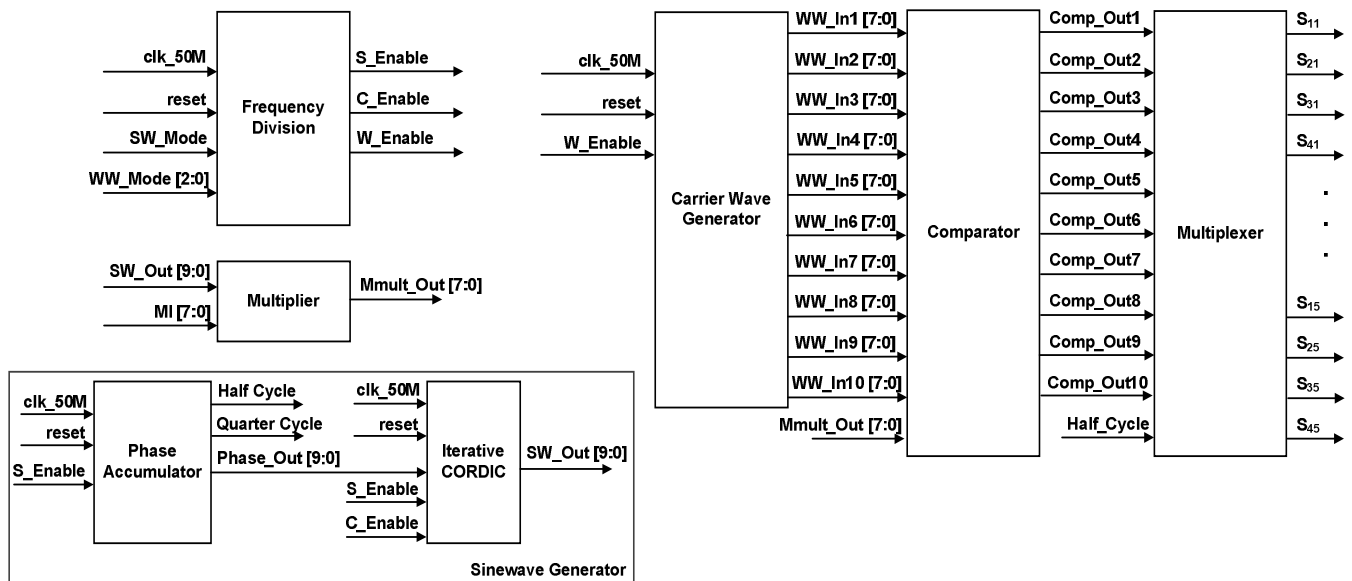 clk_50M
reset
SW_Mode
WW_Mode [2:0]
Frequency
Division
S_Enable
C_Enable
W_Enable
SW_Out [9:0]
MI [7:0]
Multiplier
Mmult_Out [7:0]
clk_50M
reset
S_Enable
Phase
Accumulator
Half Cycle
Quarter Cycle
Phase_Out [9:0]
clk_50M
reset
S_Enable
C_Enable
Iterative
CORDIC
SW_Out [9:0]
Sinewave Generator
clk_50M
reset
W_Enable
Carrier Wave
Generator
WW_In1 [7:0]
WW_In2 [7:0]
WW_In3 [7:0]
WW_In4 [7:0]
WW_In5 [7:0]
WW_In6 [7:0]
WW_In7 [7:0]
WW_In8 [7:0]
WW_In9 [7:0]
WW_In10 [7:0]
Mmult_Out [7:0]
Comparator
Comp_Out1
Comp_Out2
Comp_Out3
Comp_Out4
Comp_Out5
Comp_Out6
Comp_Out7
Comp_Out8
Comp_Out9
Comp_Out10
Half_Cycle
Multiplexer
S11
S21
S31
S41
.
.
.
S15
S25
S35
S45